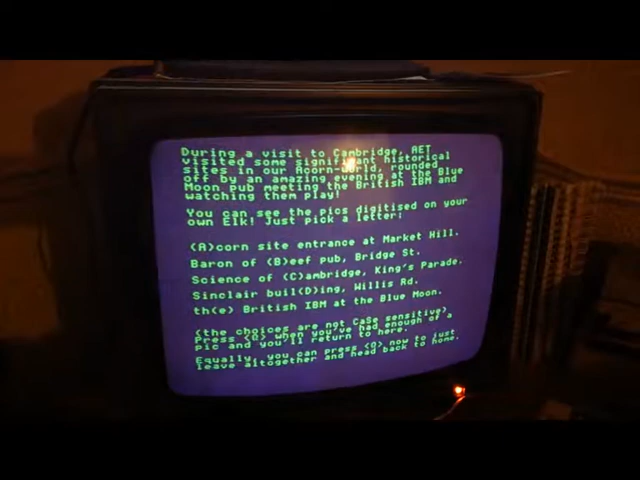 During a visit to Cambridge, AET
visited some significant historical
sites in our Acorn-World, rounded
off by an amazing evening at the Blue
Moon pub meeting the British IBM and
watching them play!
You can see the pics digitised on your
own Elk! Just pick a letter:
(A)corn site entrance at Market Hill.
Baron of (B)eef pub, Bridge St.
Science of (C)ambridge, King's Parade.
Sinclair buil(D)ing, Willis Rd.
th(e) British IBM at the Blue Moon.
(the choices are not CaSe sensitive)
Press (Q) when you've had enough of a
pic and you'll return to here.
Equally, you can press (Q) now to just
leave altogether and head back to home.